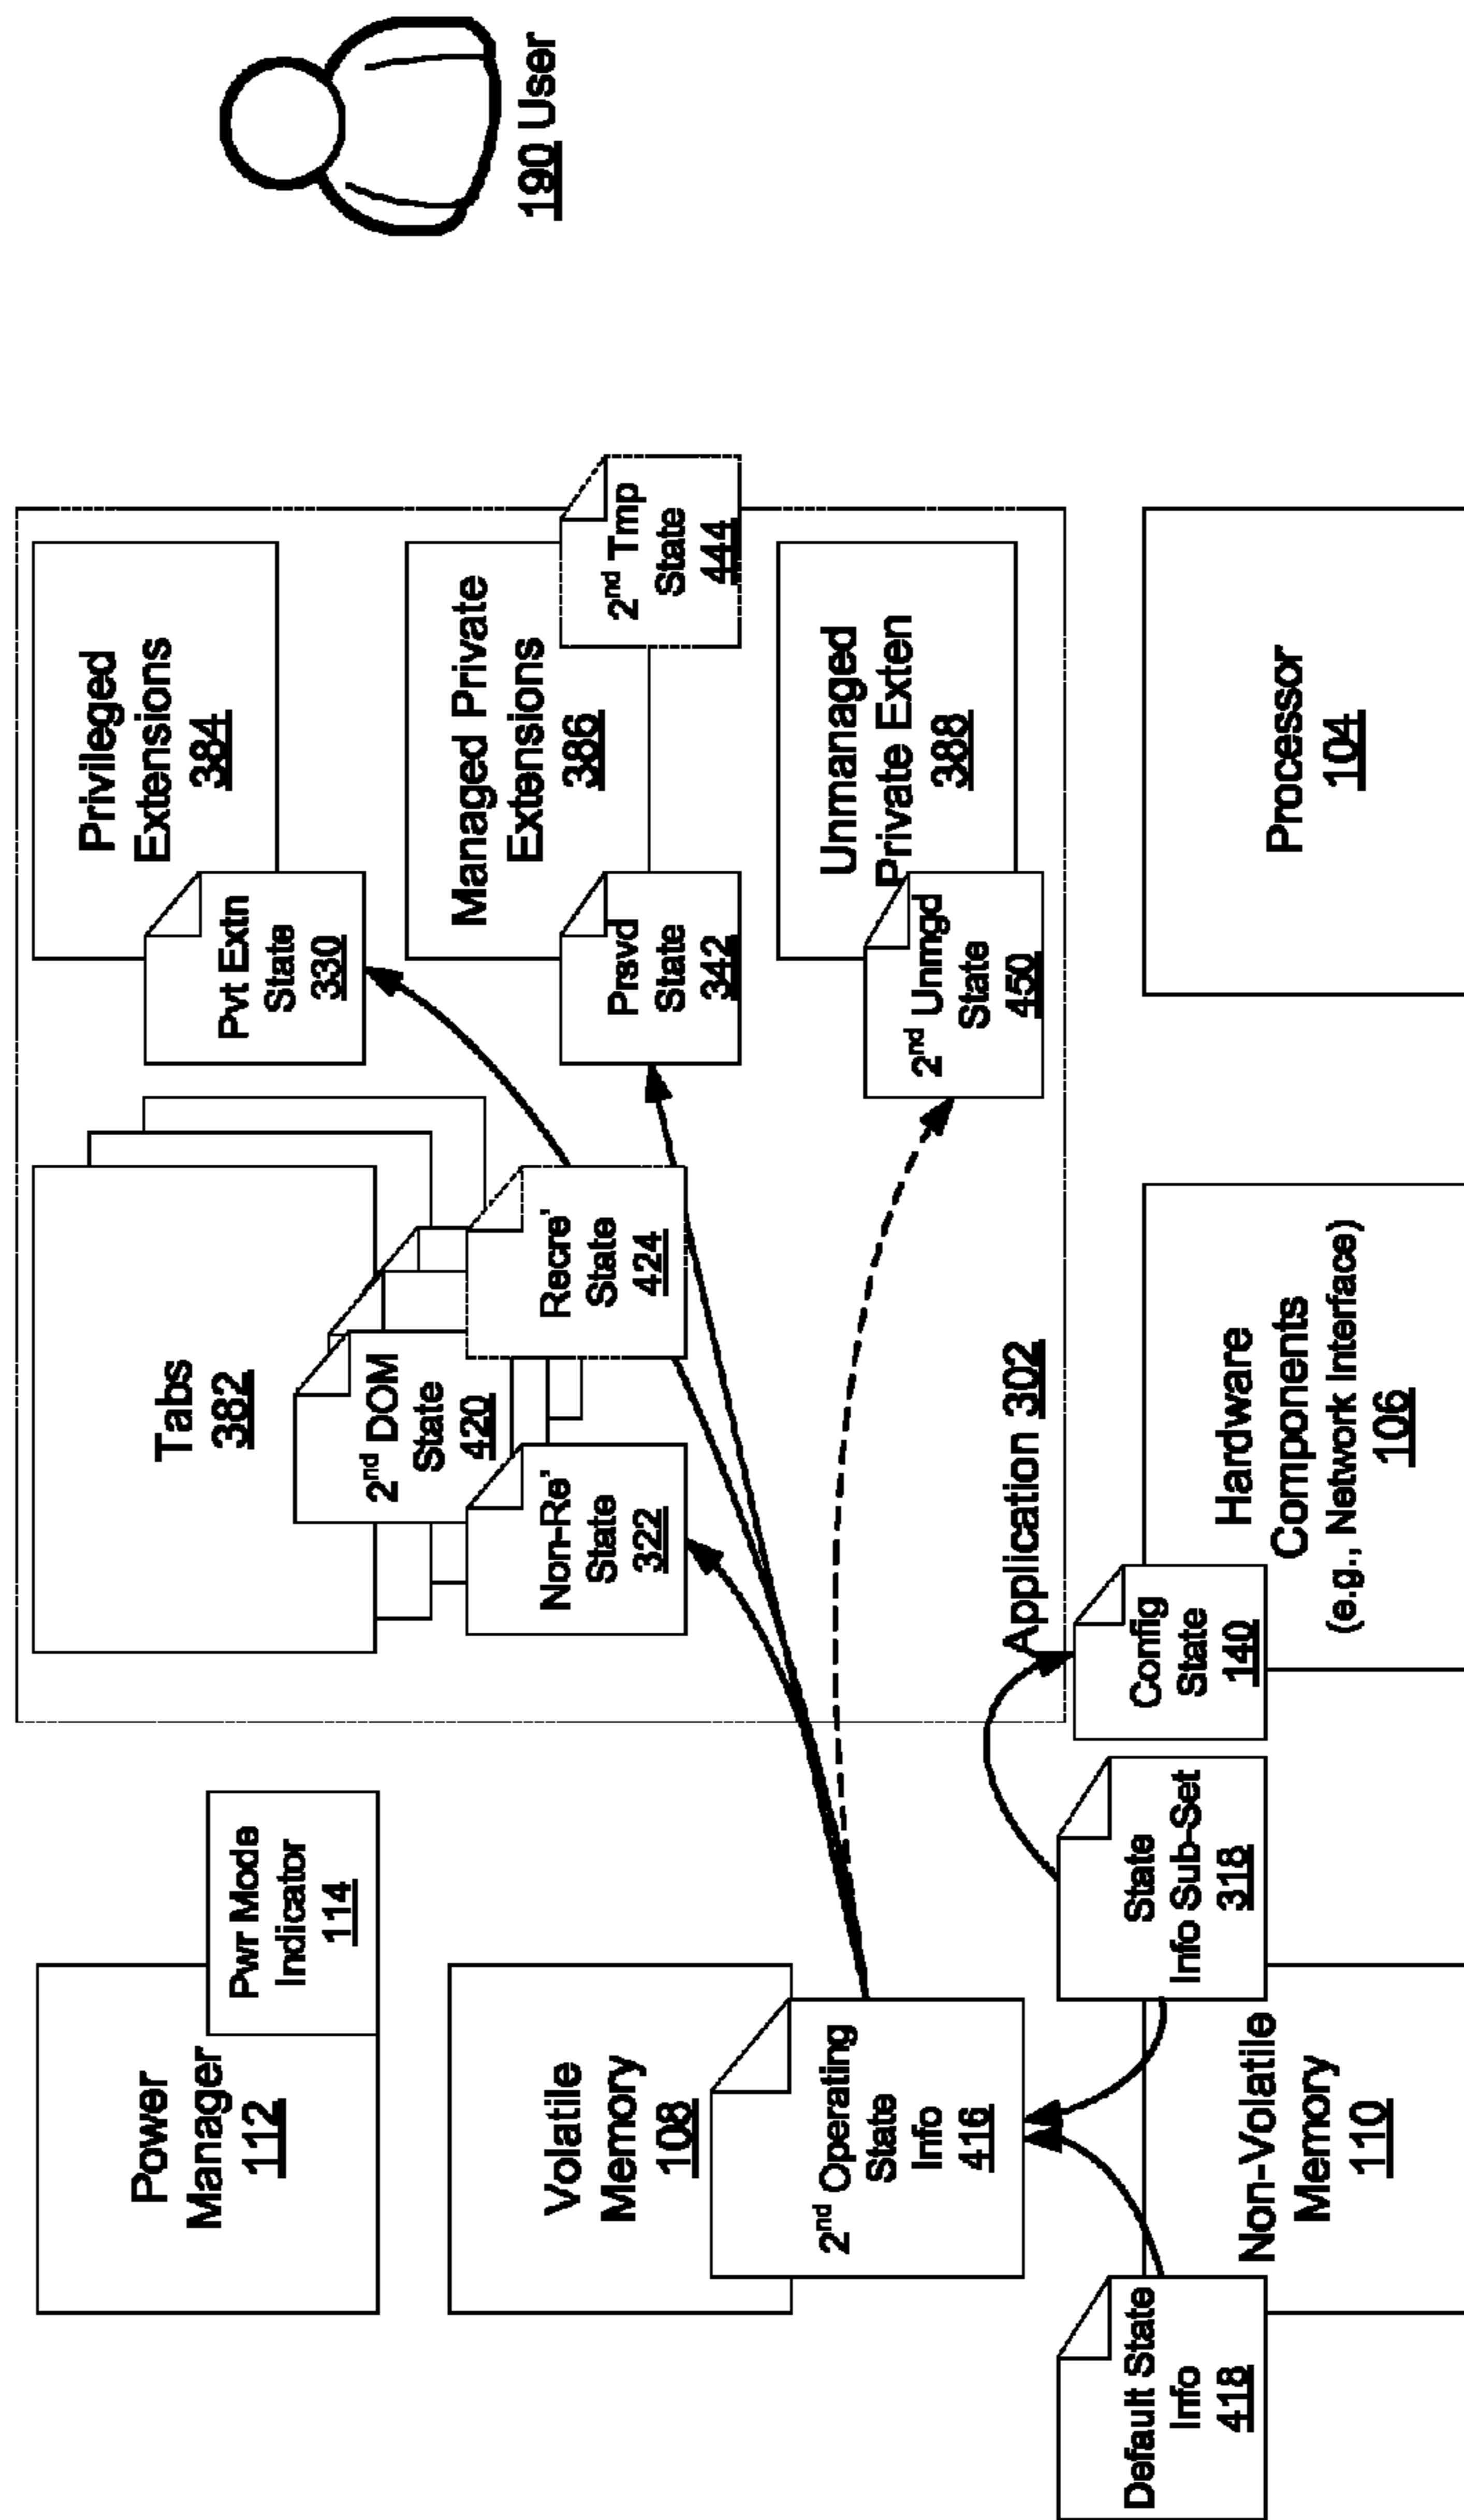 Power
Manager
112
Pwr Mode
Indicator
114
Tabs
382
2nd DOM
State
420
Non-Re'
State
322
Recre'
State
424
Privileged
Extensions
384
Pvt Extn
State
330
Managed Private
Extensions
386
Prsvd
State
342
2nd Tmp
State
444
Unmanaged
Private Exten
388
2nd Unmgd
State
450
Application 302
190 User
Volatile
Memory
108
2nd Operating
State
Info
416
Default State
Info
418
Non-Volatile
Memory
110
State
Info Sub-Set
318
Config
State
140
Hardware
Components
(e.g., Network Interface)
106
Processor
104